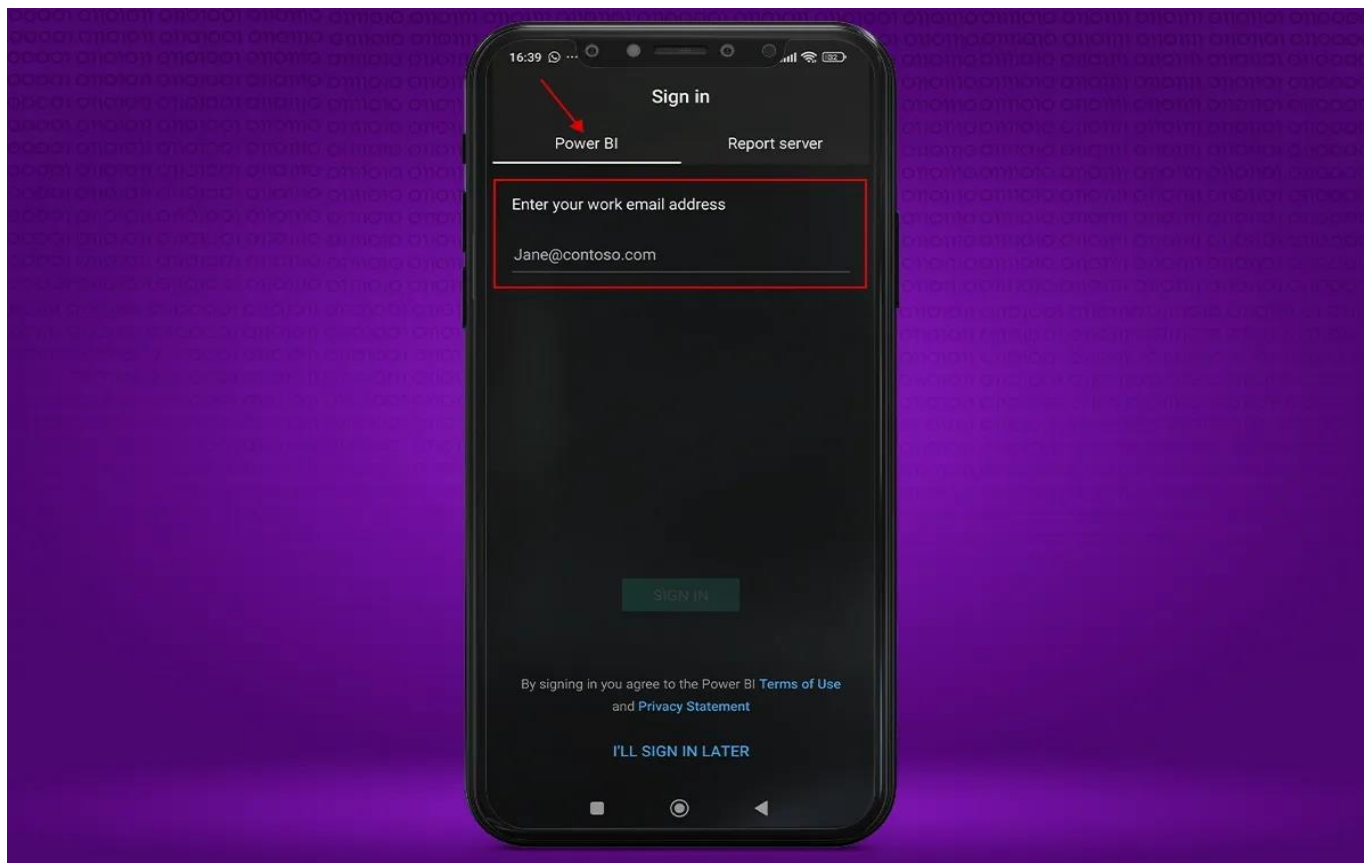 16:39
Sign in
Power BI
Report server
Enter your work email address
Jane@contoso.com
SIGN IN
By signing in you agree to the Power BI Terms of Use
and Privacy Statement
I'LL SIGN IN LATER